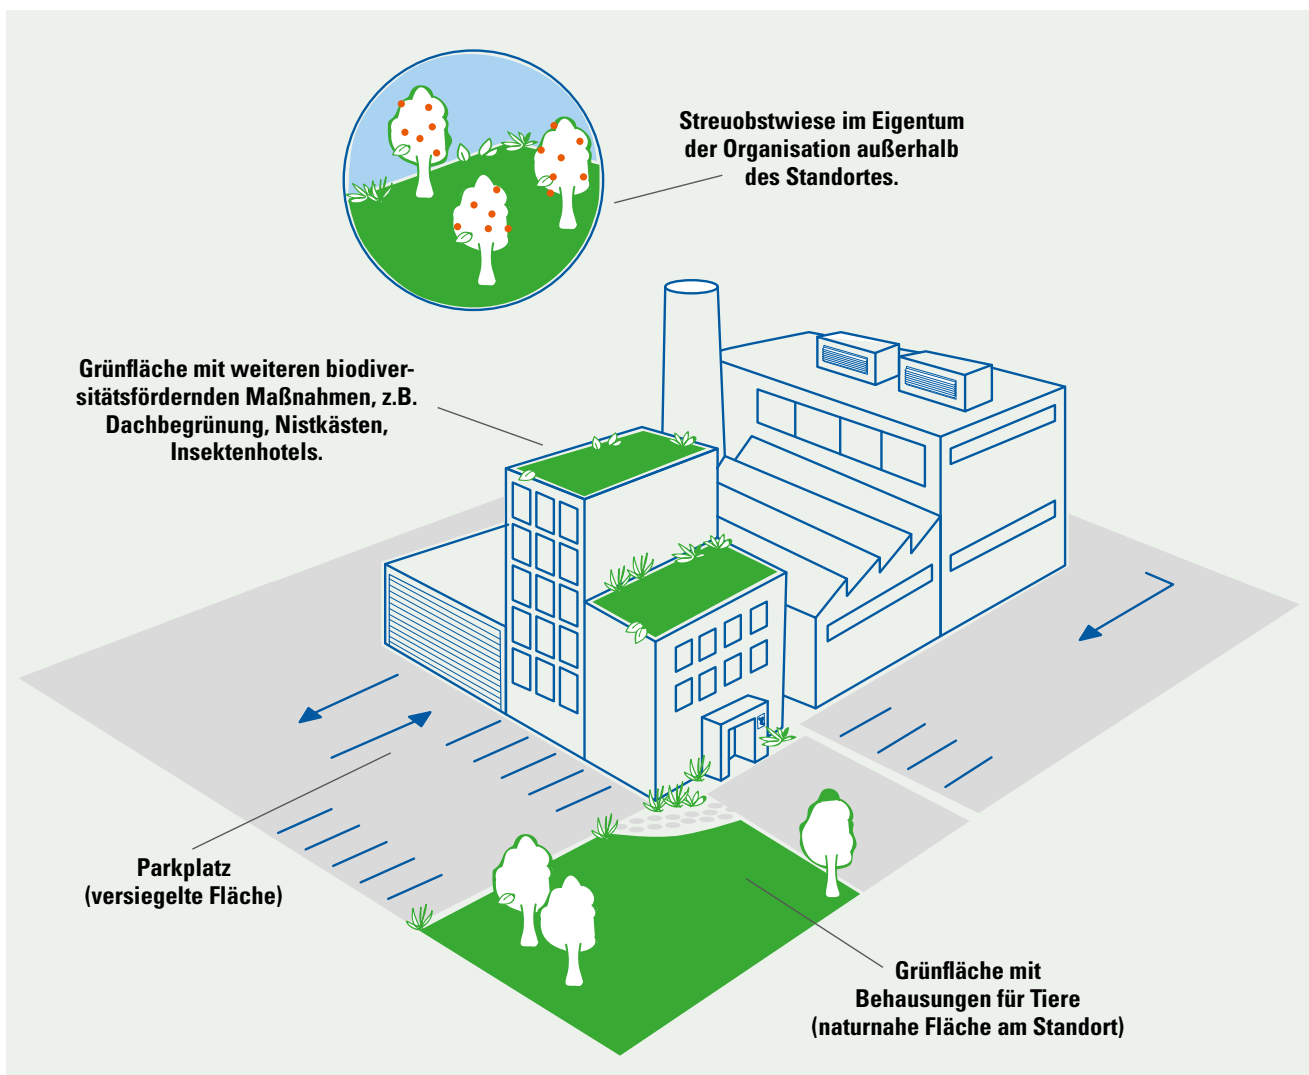 Streuobstwiese im Eigentum
der Organisation außerhalb
des Standortes.
Grünfläche mit weiteren biodiver-
sitätsfördernden Maßnahmen, z.B.
Dachbegrünung, Nistkästen,
Insektenhotels.
Parkplatz
(versiegelte Fläche)
Grünfläche mit
Behausungen für Tiere
(naturnahe Fläche am Standort)